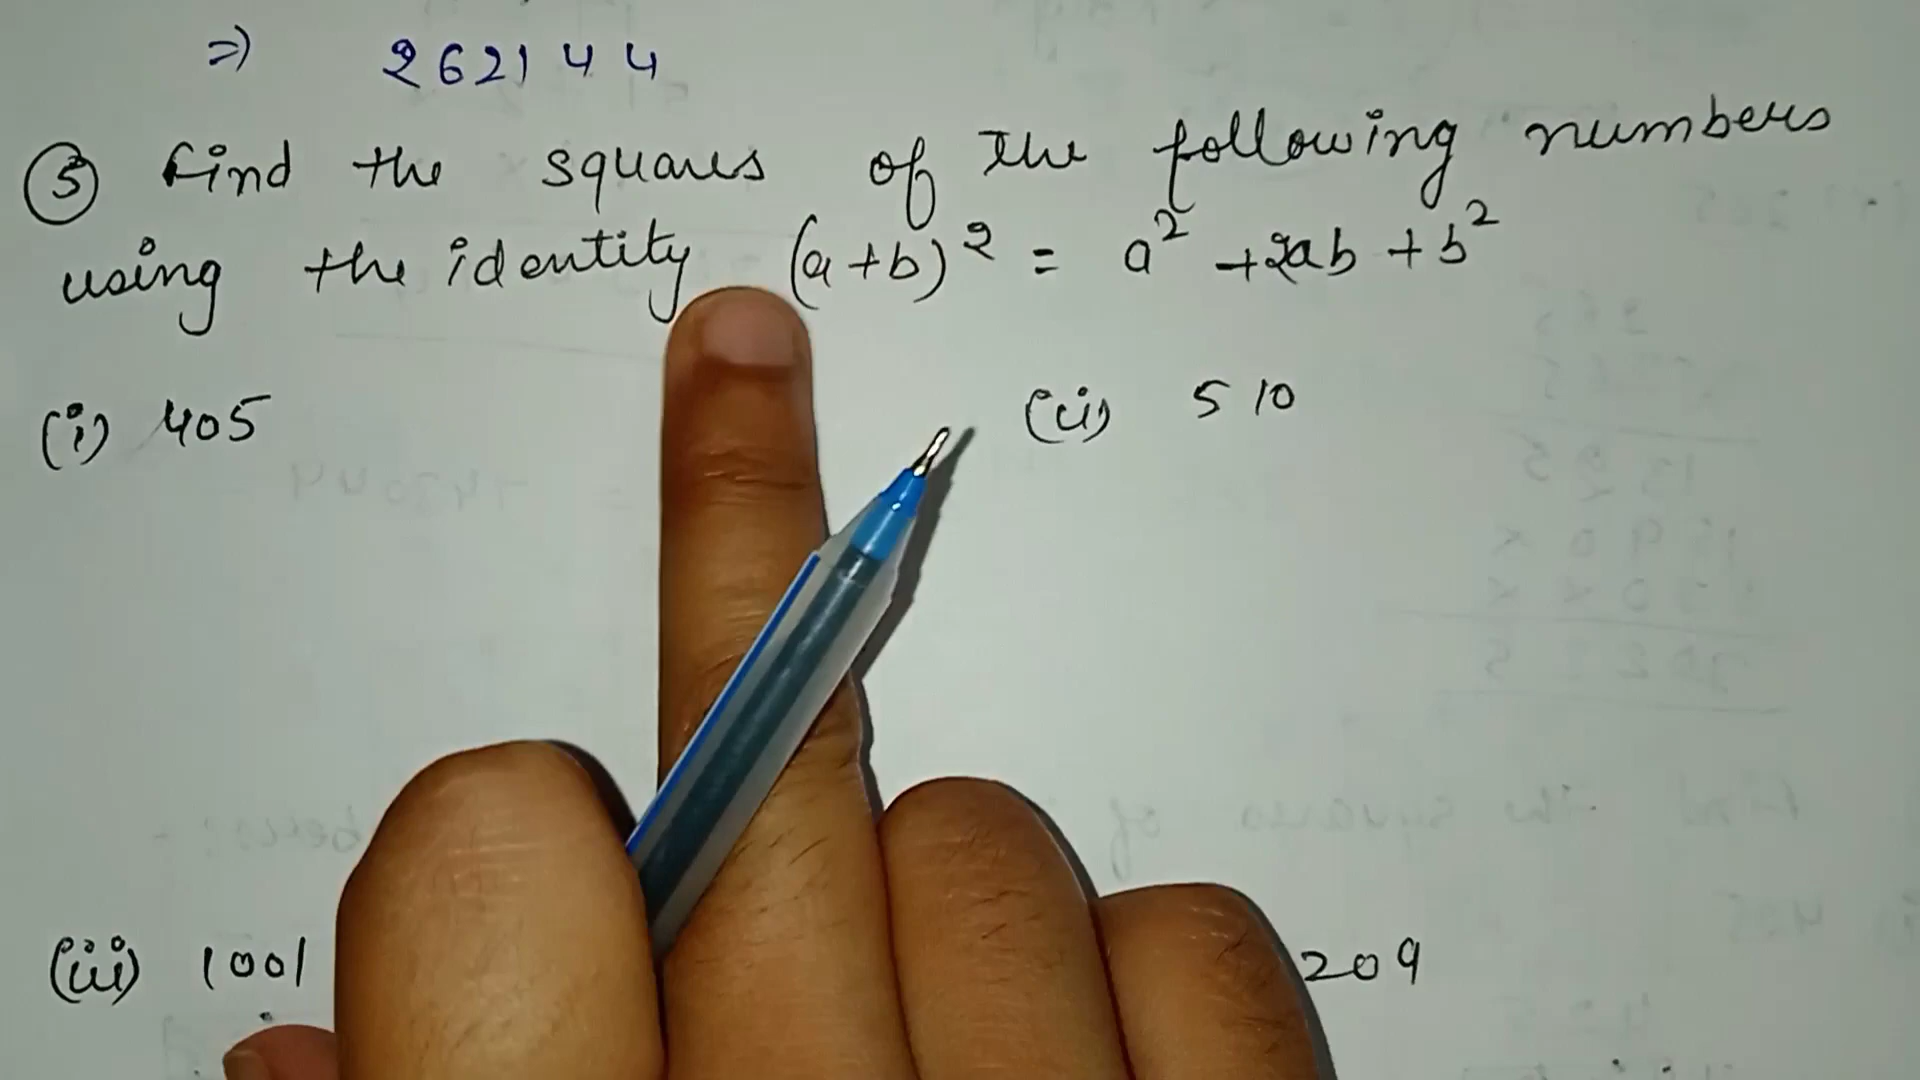 ⇒ 262144
(5) Find the squares of the following numbers
using the identity (a+b)² = a² + 2ab + b²
(i) 405 (ii) 510
(iii) 1001 209